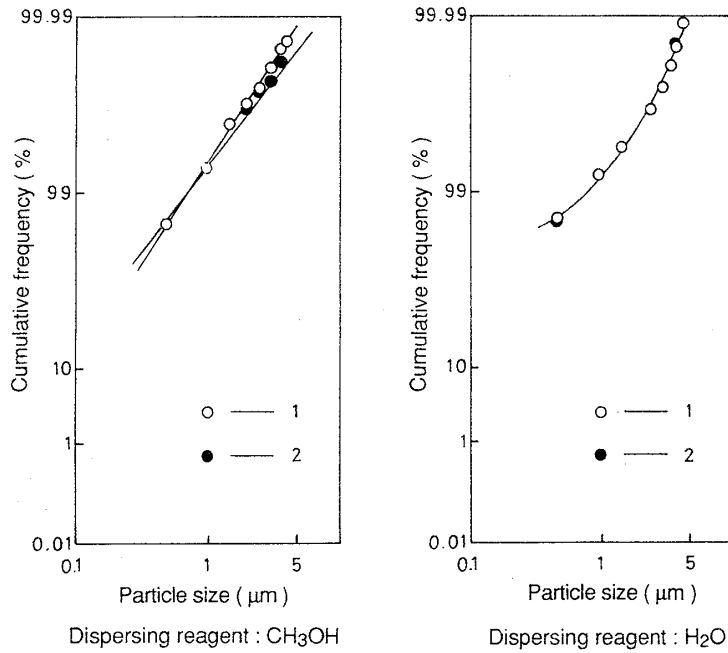 99.99
99
10
1
0.01
Cumulative frequency ( % )
1
2
0.1 1 5
Particle size ( μm )
Dispersing reagent : CH₃OH
99.99
99
10
1
0.01
Cumulative frequency ( % )
1
2
0.1 1 5
Particle size ( μm )
Dispersing reagent : H₂O